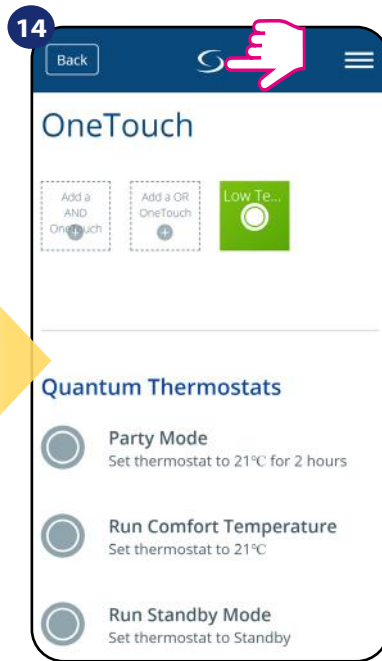 14
Back
OneTouch
Add a
AND
OneTouch
Add a OR
OneTouch
Low Te...
Quantum Thermostats
Party Mode
Set thermostat to 21°C for 2 hours
Run Comfort Temperature
Set thermostat to 21°C
Run Standby Mode
Set thermostat to Standby